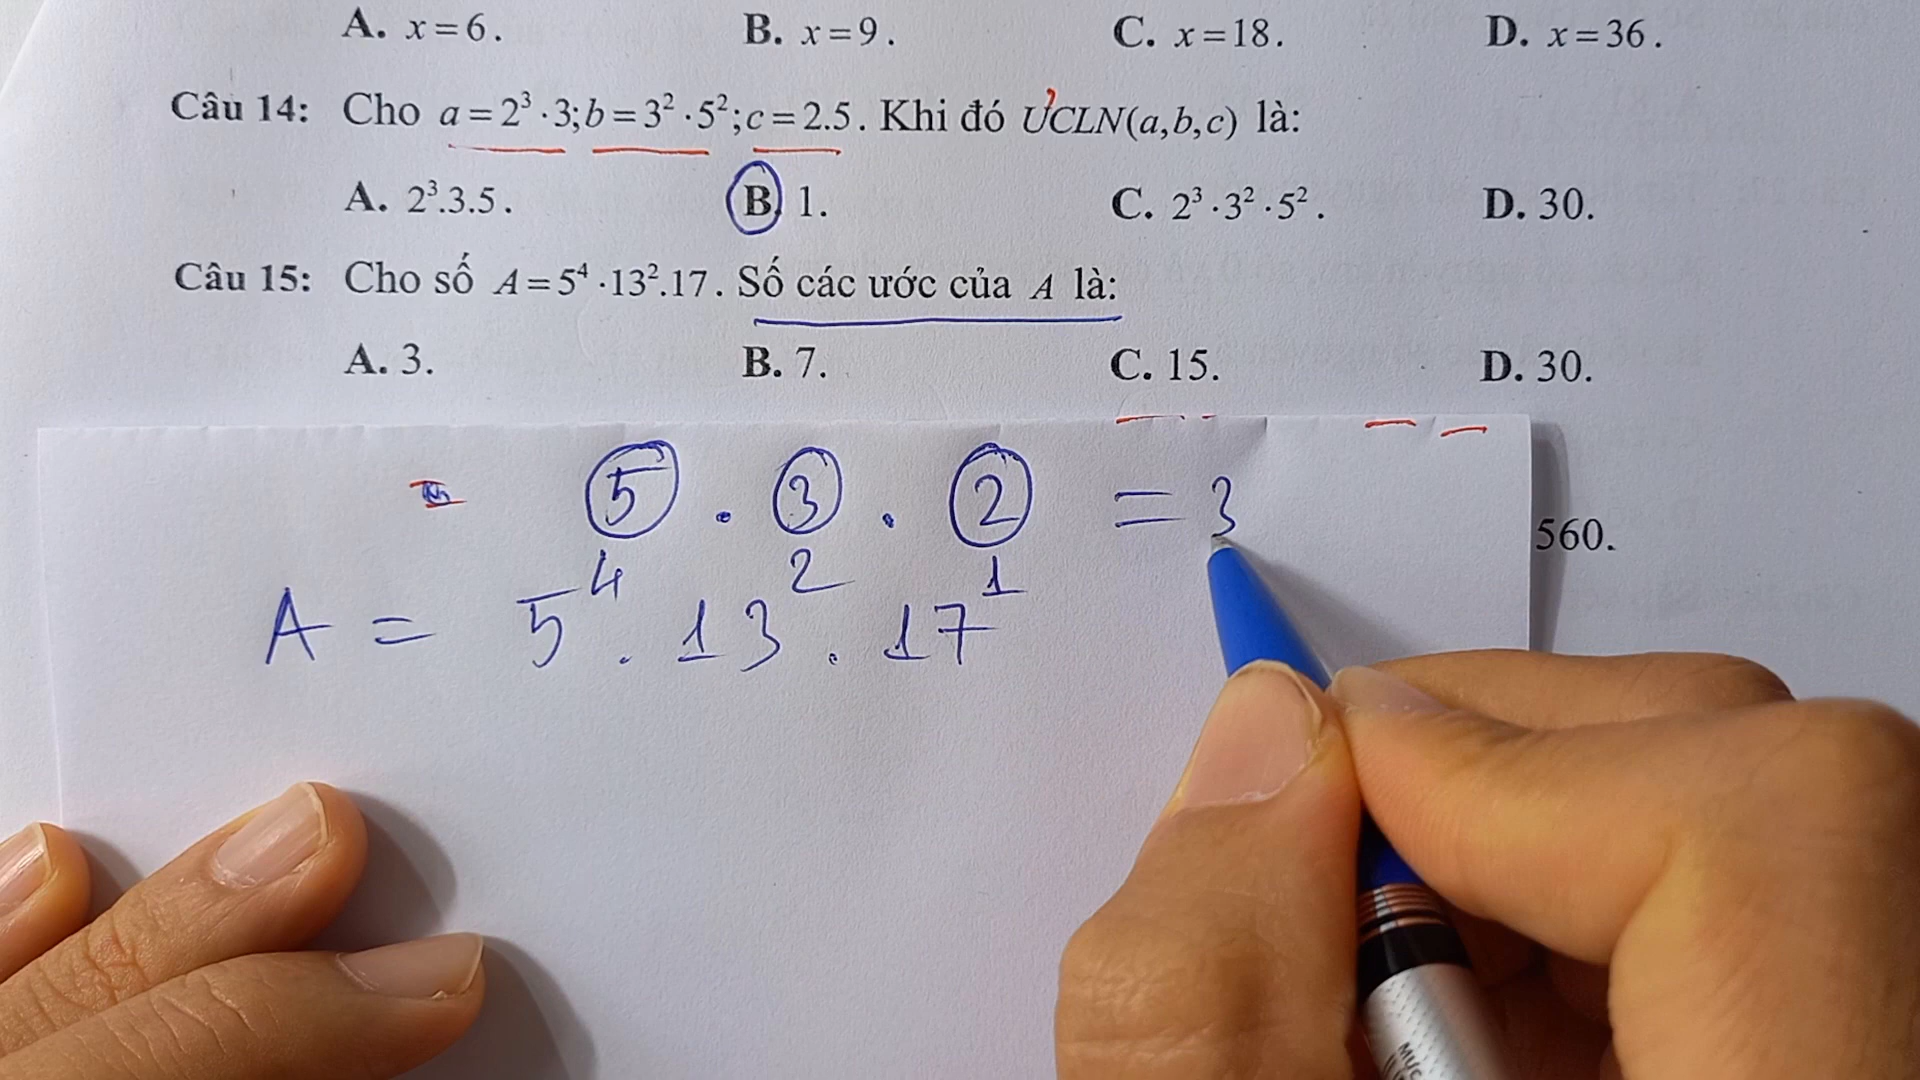 A. x=6. B. x=9. C. x=18. D. x=36.
Câu 14: Cho a=2³·3;b=3²·5²;c=2.5. Khi đó ƯCLN(a,b,c) là:
A. 2³.3.5. B. 1. C. 2³·3²·5². D. 30.
Câu 15: Cho số A=5⁴·13².17. Số các ước của A là:
A. 3. B. 7. C. 15. D. 30.
5 . 3 . 2 = 3
560.
A = 5⁴ . 13² . 17¹